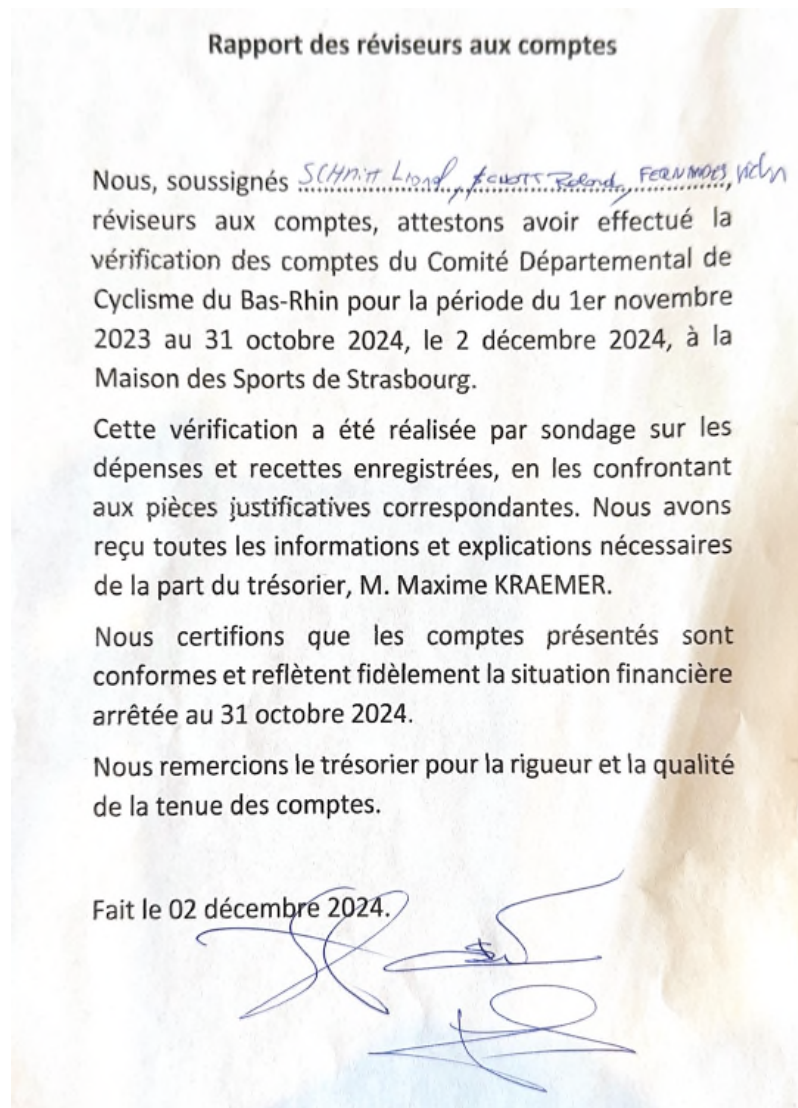 Rapport des réviseurs aux comptes
Nous, soussignés SCHMITT Lionel, Roland, FERNANDES
réviseurs aux comptes, attestons avoir effectué la
vérification des comptes du Comité Départemental de
Cyclisme du Bas-Rhin pour la période du 1er novembre
2023 au 31 octobre 2024, le 2 décembre 2024, à la
Maison des Sports de Strasbourg.
Cette vérification a été réalisée par sondage sur les
dépenses et recettes enregistrées, en les confrontant
aux pièces justificatives correspondantes. Nous avons
reçu toutes les informations et explications nécessaires
de la part du trésorier, M. Maxime KRAEMER.
Nous certifions que les comptes présentés sont
conformes et reflètent fidèlement la situation financière
arrêtée au 31 octobre 2024.
Nous remercions le trésorier pour la rigueur et la qualité
de la tenue des comptes.
Fait le 02 décembre 2024.